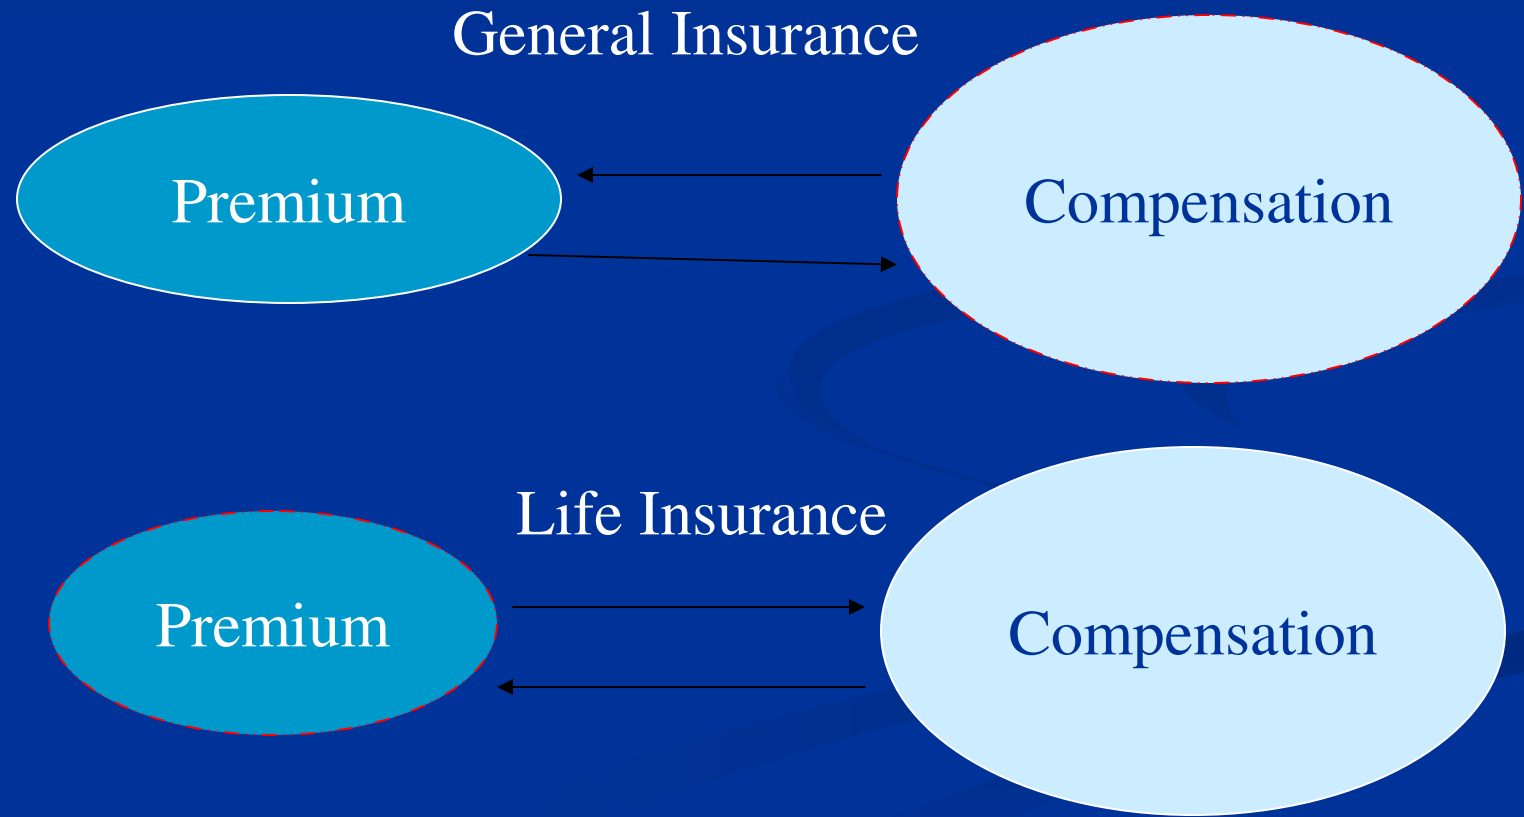 General Insurance
Premium
Compensation
Life Insurance
Premium
Compensation